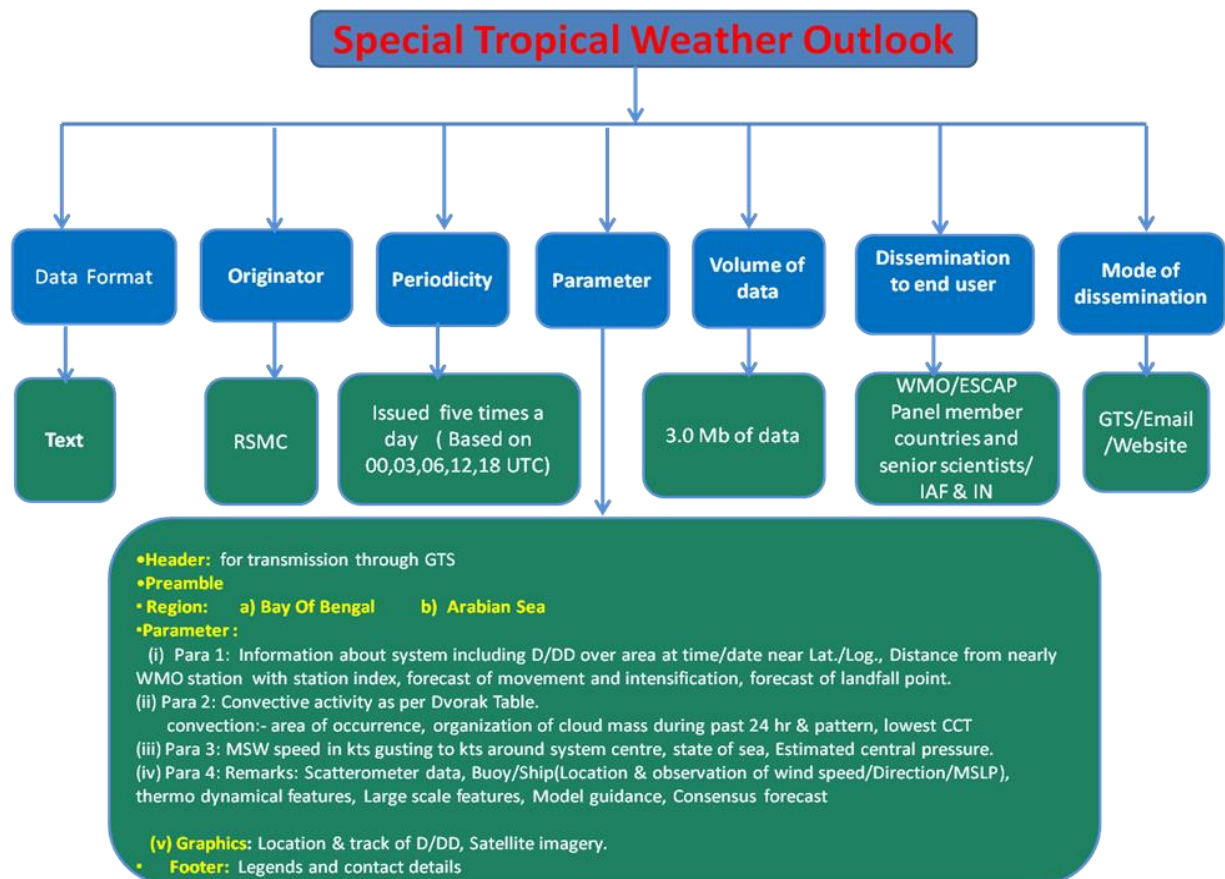 Special Tropical Weather Outlook
Data Format
Originator
Periodicity
Parameter
Volume of
data
Dissemination
to end user
Mode of
dissemination
Text
RSMC
Issued five times a
day ( Based on
00,03,06,12,18 UTC)
3.0 Mb of data
WMO/ESCAP
Panel member
countries and
senior scientists/
IAF & IN
GTS/Email
/Website
•Header: for transmission through GTS
•Preamble
• Region: a) Bay Of Bengal b) Arabian Sea
•Parameter :
(i) Para 1: Information about system including D/DD over area at time/date near Lat./Log., Distance from nearly
WMO station with station index, forecast of movement and intensification, forecast of landfall point.
(ii) Para 2: Convective activity as per Dvorak Table.
convection:- area of occurrence, organization of cloud mass during past 24 hr & pattern, lowest CCT
(iii) Para 3: MSW speed in kts gusting to kts around system centre, state of sea, Estimated central pressure.
(iv) Para 4: Remarks: Scatterometer data, Buoy/Ship(Location & observation of wind speed/Direction/MSLP),
thermo dynamical features, Large scale features, Model guidance, Consensus forecast
(v) Graphics: Location & track of D/DD, Satellite imagery.
• Footer: Legends and contact details